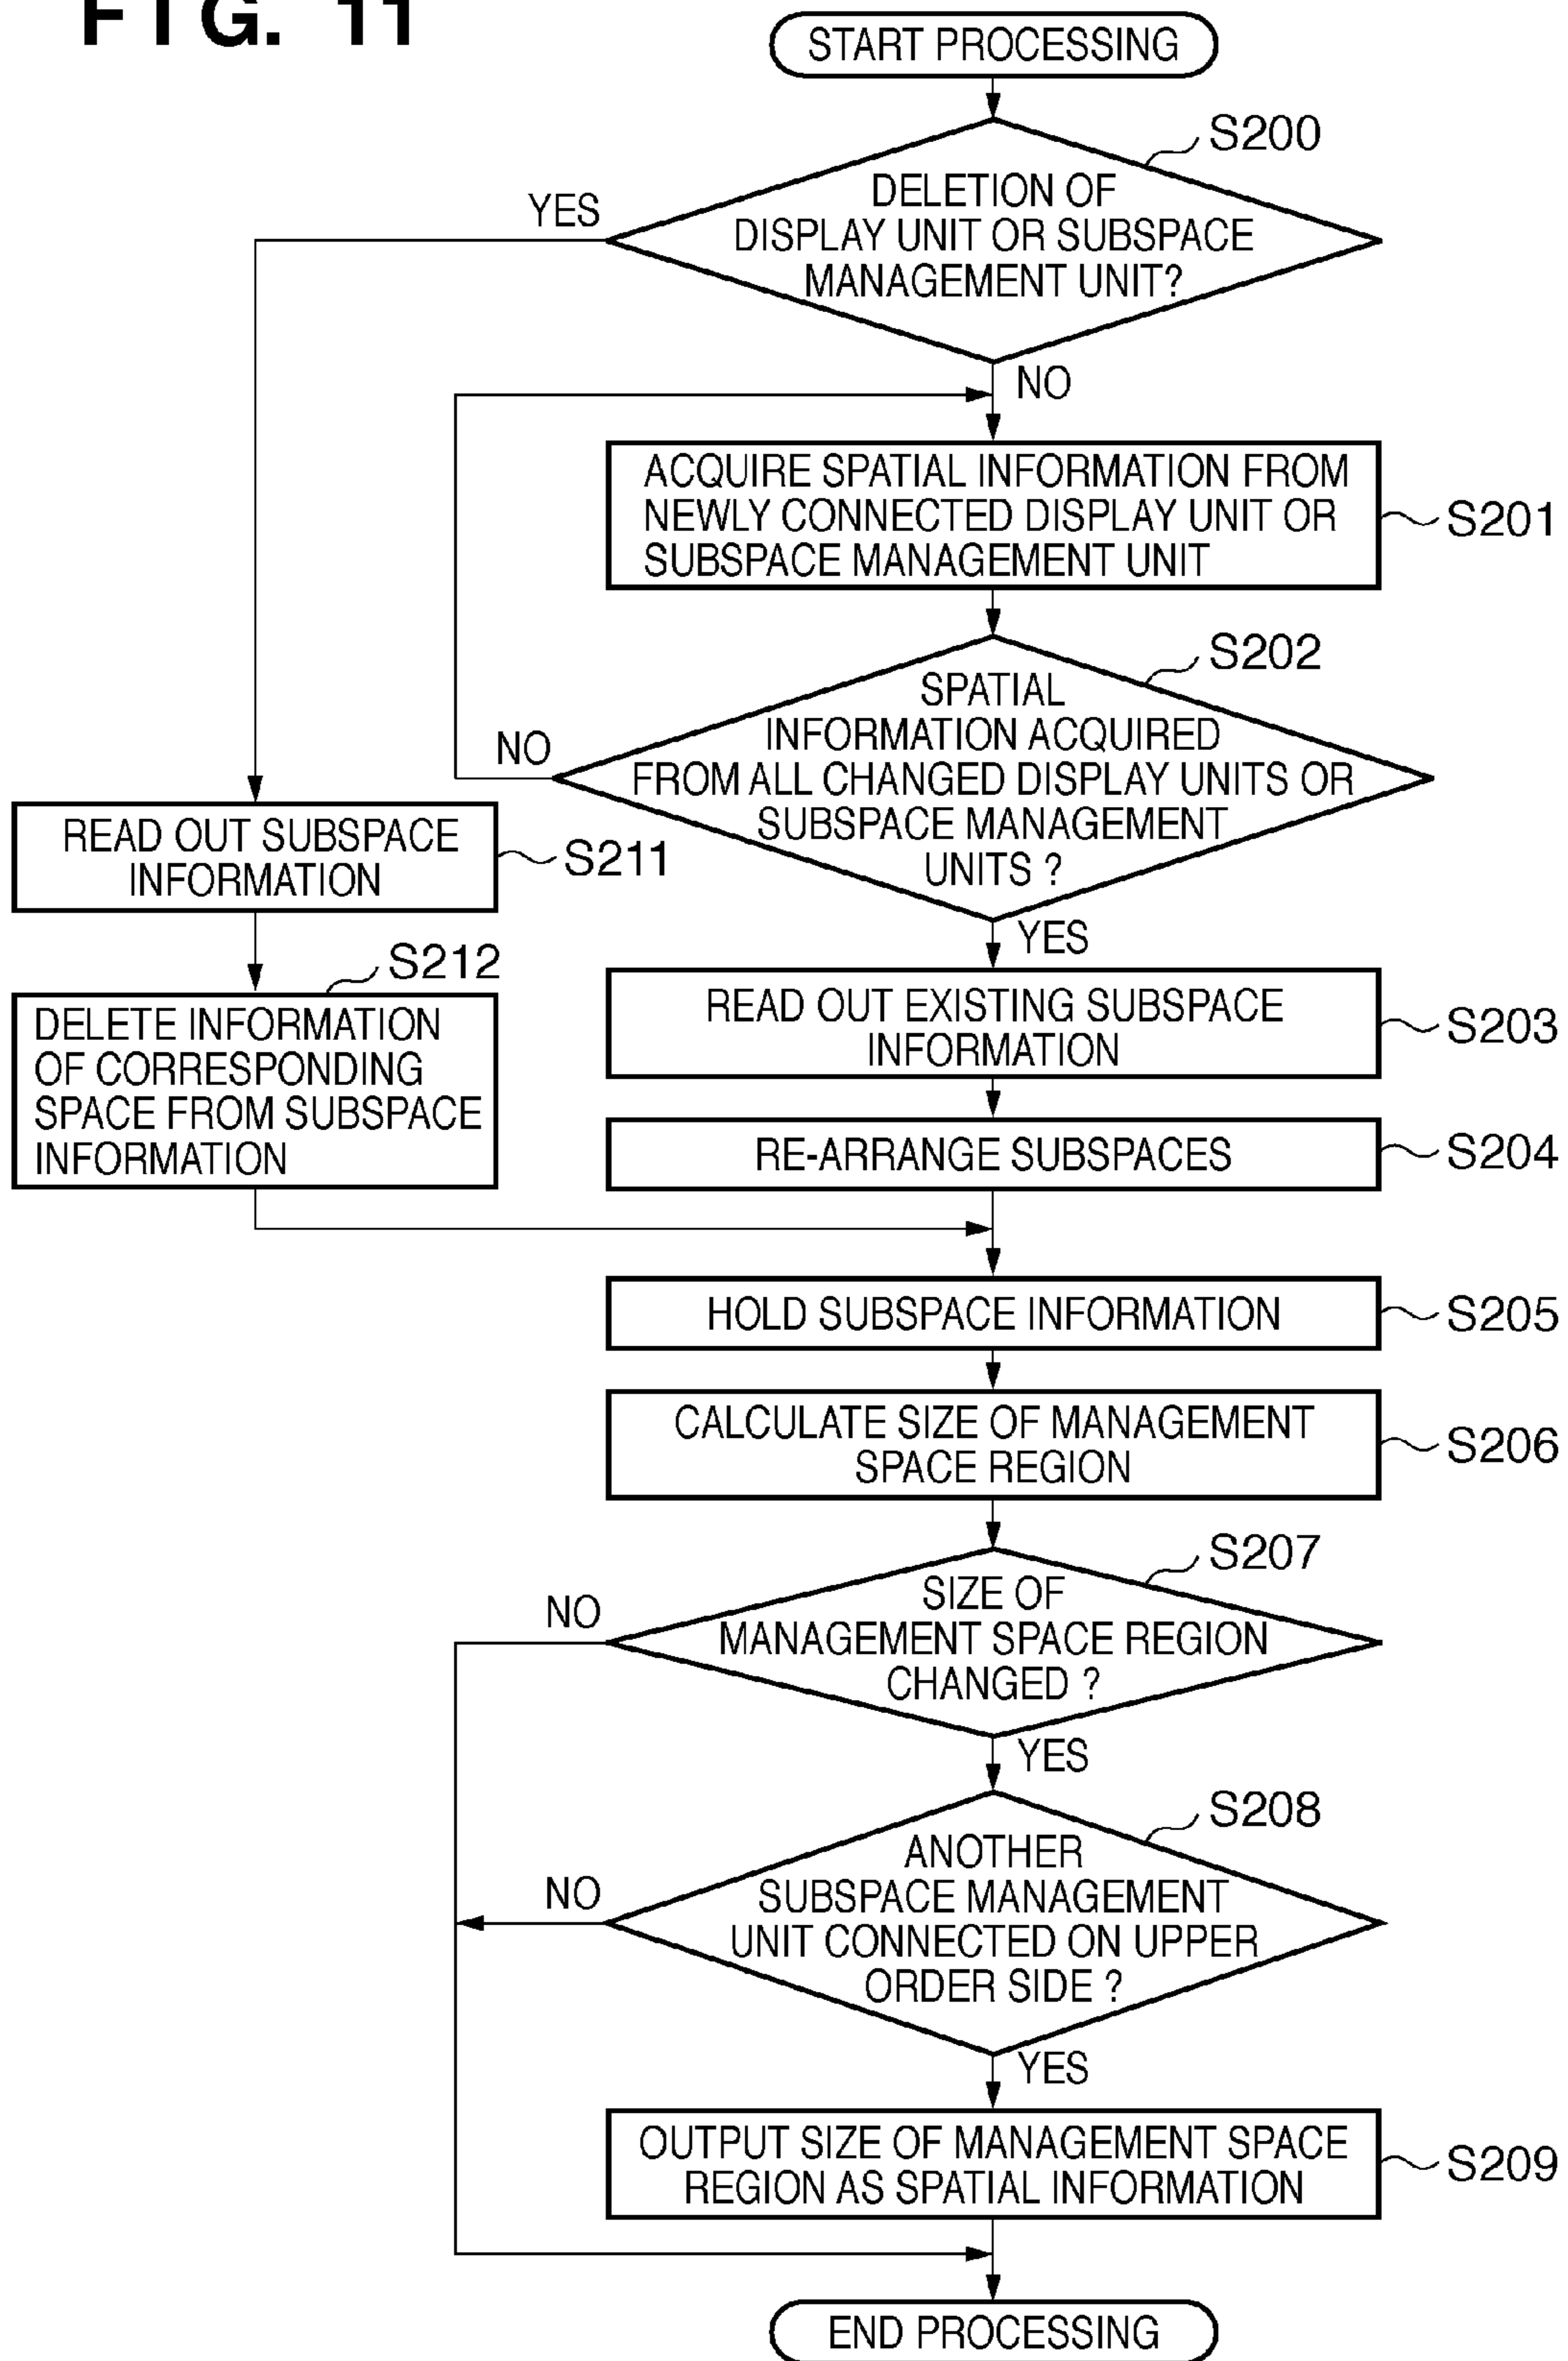 FIG. 11
START PROCESSING
S200
DELETION OF
DISPLAY UNIT OR SUBSPACE
MANAGEMENT UNIT?
YES
NO
ACQUIRE SPATIAL INFORMATION FROM
NEWLY CONNECTED DISPLAY UNIT OR
SUBSPACE MANAGEMENT UNIT
S201
S202
SPATIAL
INFORMATION ACQUIRED
FROM ALL CHANGED DISPLAY UNITS OR
SUBSPACE MANAGEMENT
UNITS ?
NO
YES
READ OUT SUBSPACE
INFORMATION
S211
S212
DELETE INFORMATION
OF CORRESPONDING
SPACE FROM SUBSPACE
INFORMATION
READ OUT EXISTING SUBSPACE
INFORMATION
S203
RE-ARRANGE SUBSPACES
S204
HOLD SUBSPACE INFORMATION
S205
CALCULATE SIZE OF MANAGEMENT
SPACE REGION
S206
S207
SIZE OF
MANAGEMENT SPACE REGION
CHANGED ?
NO
YES
S208
ANOTHER
SUBSPACE MANAGEMENT
UNIT CONNECTED ON UPPER
ORDER SIDE ?
NO
YES
OUTPUT SIZE OF MANAGEMENT SPACE
REGION AS SPATIAL INFORMATION
S209
END PROCESSING